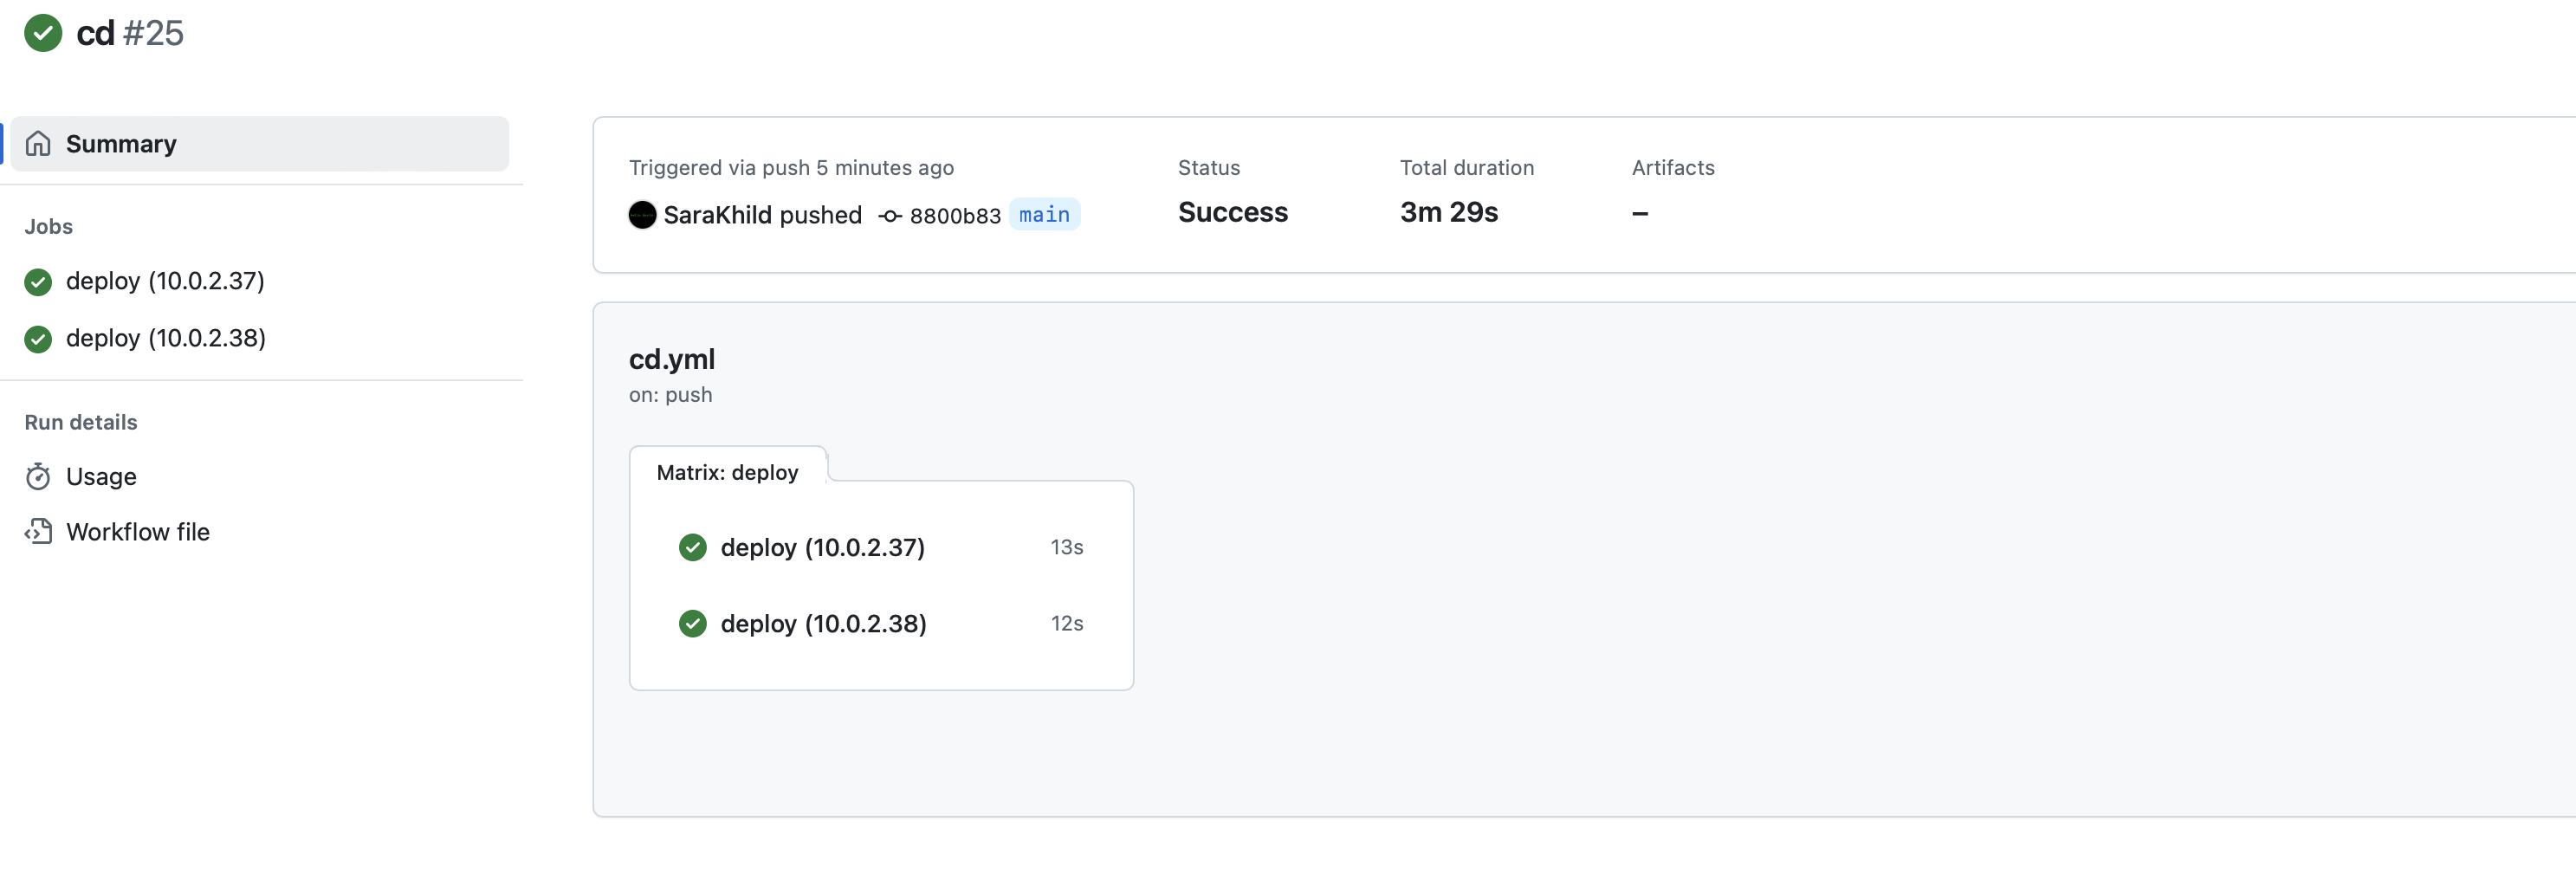 cd #25
Summary
Jobs
deploy (10.0.2.37)
deploy (10.0.2.38)
Run details
Usage
Workflow file
Triggered via push 5 minutes ago
SaraKhild pushed 8800b83 main
Status
Success
Total duration
3m 29s
Artifacts
–
cd.yml
on: push
Matrix: deploy
deploy (10.0.2.37) 13s
deploy (10.0.2.38) 12s